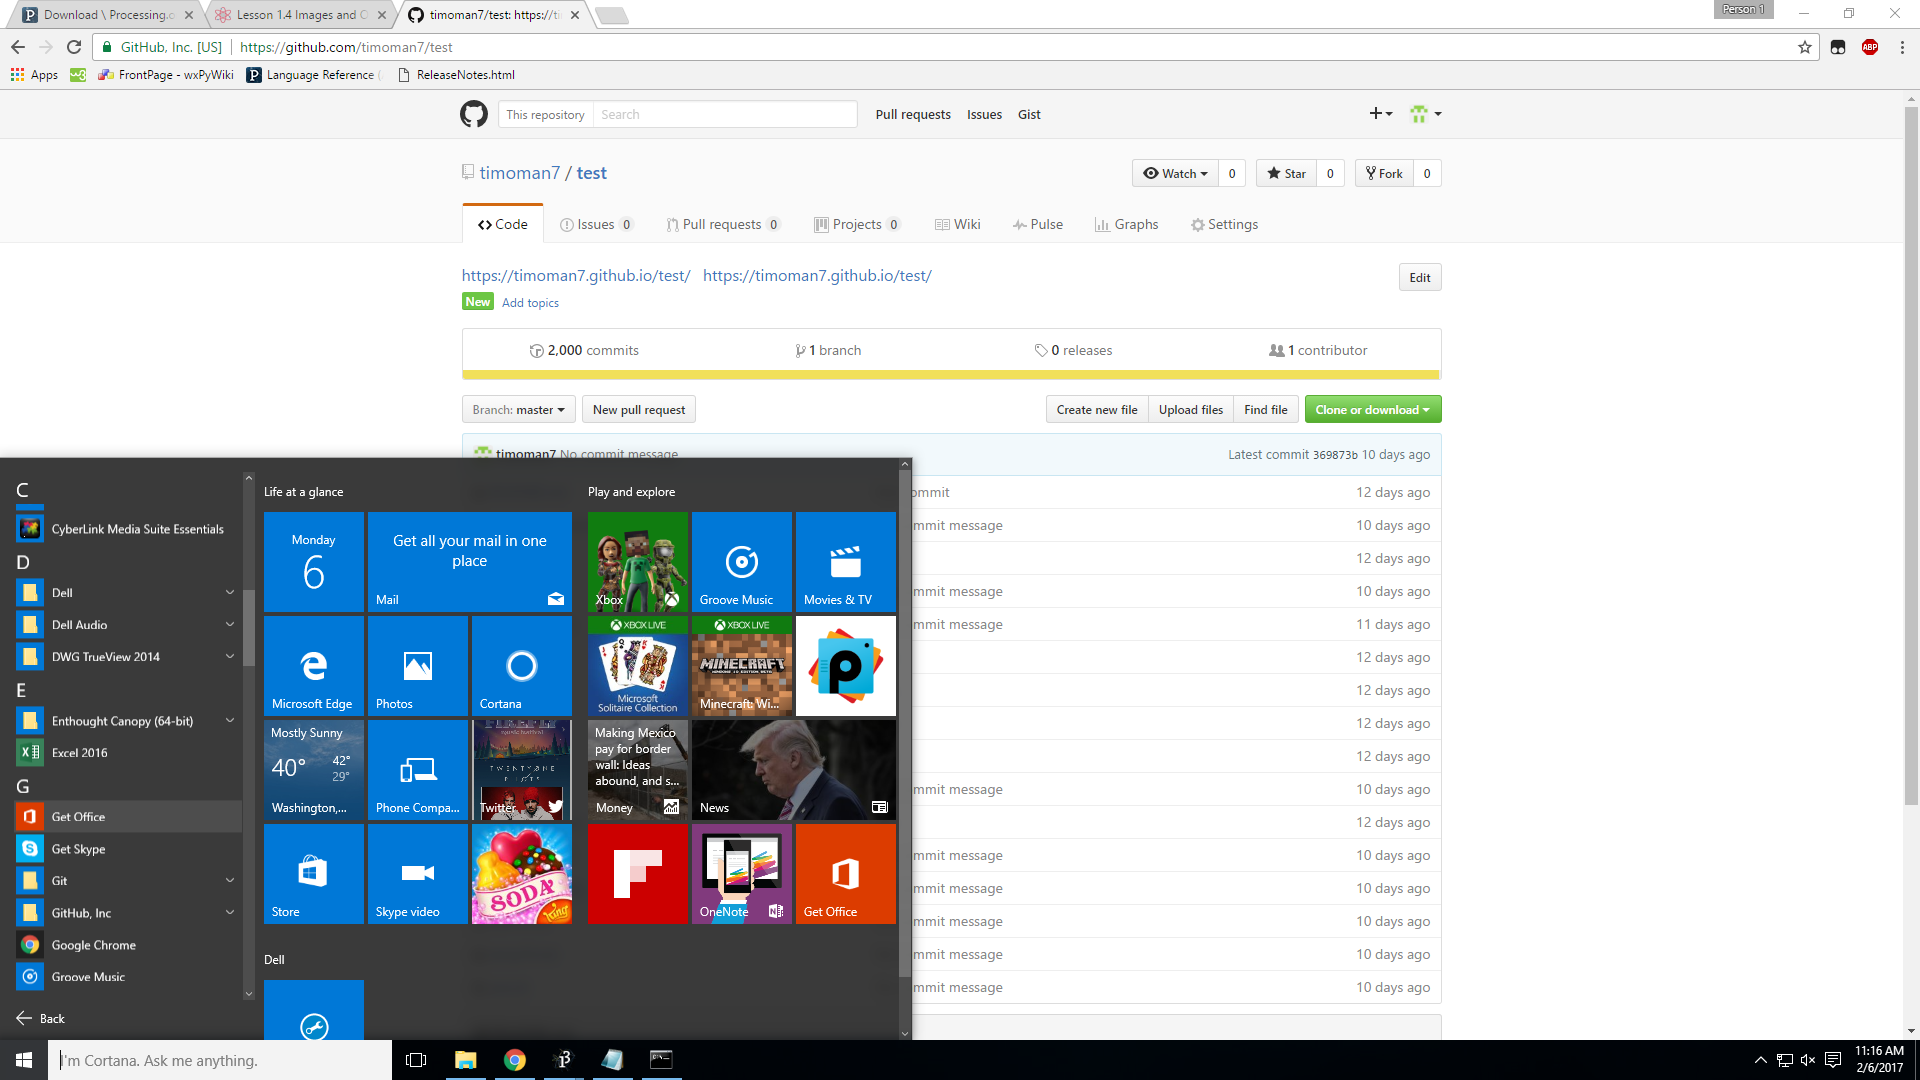 Download \ Processing.o
Lesson 1.4 Images and O
timoman7/test: https://ti
Person 1
GitHub, Inc. [US]
https://github.com/timoman7/test
ABP
Apps
FrontPage - wxPyWiki
Language Reference (
ReleaseNotes.html
This repository
Search
Pull requests
Issues
Gist
timoman7 / test
Watch
0
Star
0
Fork
0
Code
Issues 0
Pull requests 0
Projects 0
Wiki
Pulse
Graphs
Settings
https://timoman7.github.io/test/ https://timoman7.github.io/test/
Edit
New
Add topics
2,000 commits
1 branch
0 releases
1 contributor
Branch: master
New pull request
Create new file
Upload files
Find file
Clone or download
timoman7 No commit message
Latest commit 369873b 10 days ago
ommit
12 days ago
mmit message
10 days ago
12 days ago
mmit message
10 days ago
mmit message
11 days ago
12 days ago
12 days ago
12 days ago
12 days ago
mmit message
10 days ago
12 days ago
mmit message
10 days ago
mmit message
10 days ago
mmit message
10 days ago
mmit message
10 days ago
mmit message
10 days ago
C
CyberLink Media Suite Essentials
D
Dell
Dell Audio
DWG TrueView 2014
E
Enthought Canopy (64-bit)
Excel 2016
G
Get Office
Get Skype
Git
GitHub, Inc
Google Chrome
Groove Music
Back
Life at a glance
Monday
6
Get all your mail in one
place
Mail
Microsoft Edge
Photos
Cortana
Mostly Sunny
40°
42°
29°
Washington,...
Phone Compa...
TWENTY ONE
Twitter
Store
Skype video
SODA
King
Dell
Play and explore
Xbox
Groove Music
Movies & TV
XBOX LIVE
Microsoft
Solitaire Collection
XBOX LIVE
MINECRAFT
Minecraft: Wi...
Making Mexico
pay for border
wall: Ideas
abound, and s...
Money
News
OneNote
Get Office
I'm Cortana. Ask me anything.
11:16 AM
2/6/2017